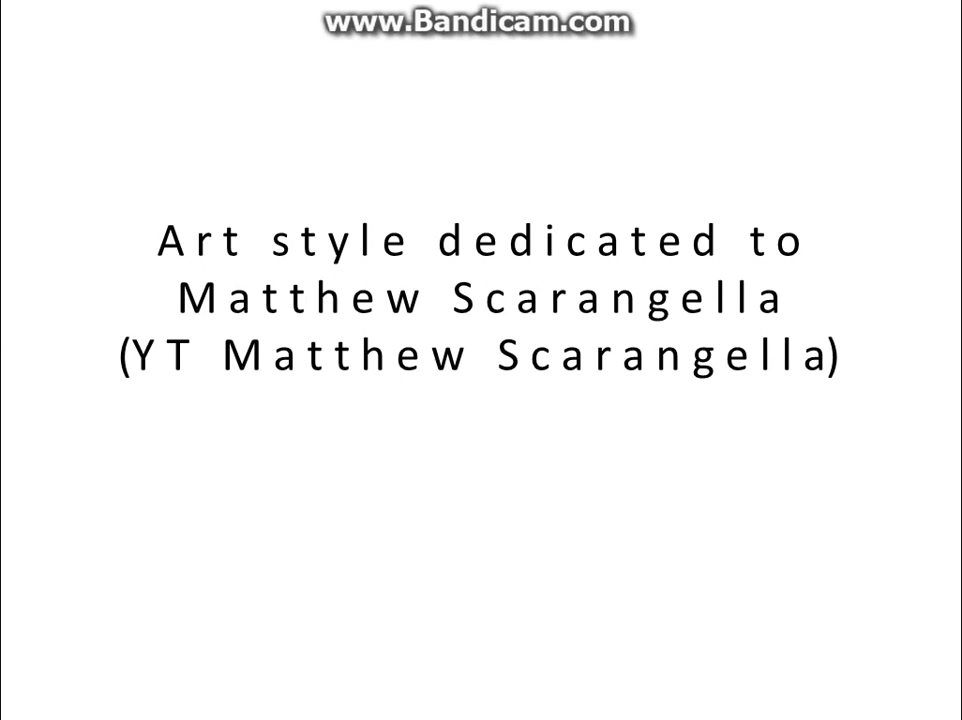 www.Bandicam.com
Art style dedicated to
Matthew Scarangella
(YT Matthew Scarangella)